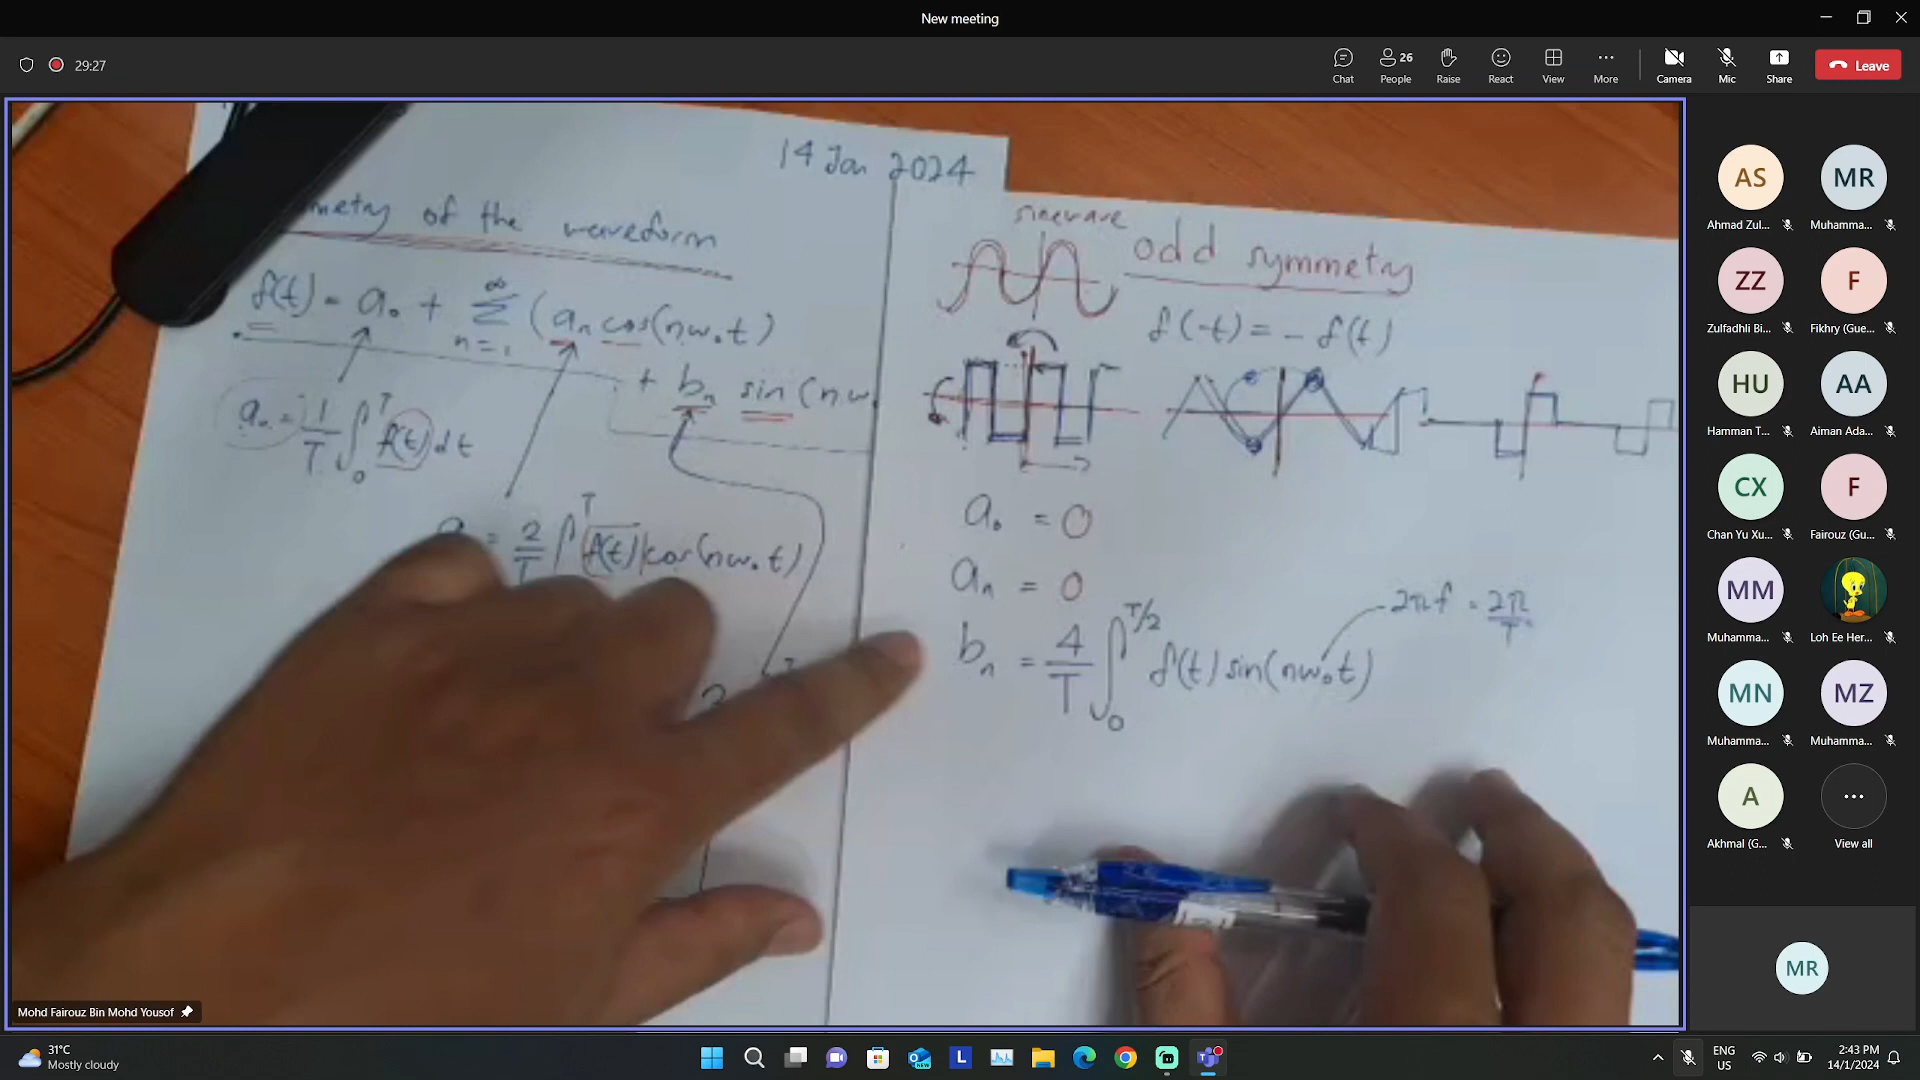 New meeting
29:27
Chat
People
26
Raise
React
View
More
Camera
Mic
Share
Leave
14 Jan 2024
metry of the waveform
f(t) = a₀ + ∞ Σ n=1 (aₙ cos(nω₀t)
+ bₙ sin(nω
= 1/T ∫₀ᵀ f(t) dt
= 2/T ∫ᵀ f(t) cos(nω₀t)
2
sinewave
odd symmetry
f(-t) = - f(t)
a₀ = 0
aₙ = 0
bₙ = 4/T ∫₀^T/2 f(t) sin(nω₀t)
2πf = 2π/T
AS
MR
Ahmad Zul...
Muhamma...
ZZ
F
Zulfadhli Bi...
Fikhry (Gue...
HU
AA
Hamman T...
Aiman Ada...
CX
F
Chan Yu Xu...
Fairouz (Gu...
MM
Muhamma...
Loh Ee Her...
MN
MZ
Muhamma...
Muhamma...
A
...
Akhmal (G...
View all
MR
Mohd Fairouz Bin Mohd Yousof
31°C
Mostly cloudy
L
NEW
ENG
US
2:43 PM
14/1/2024